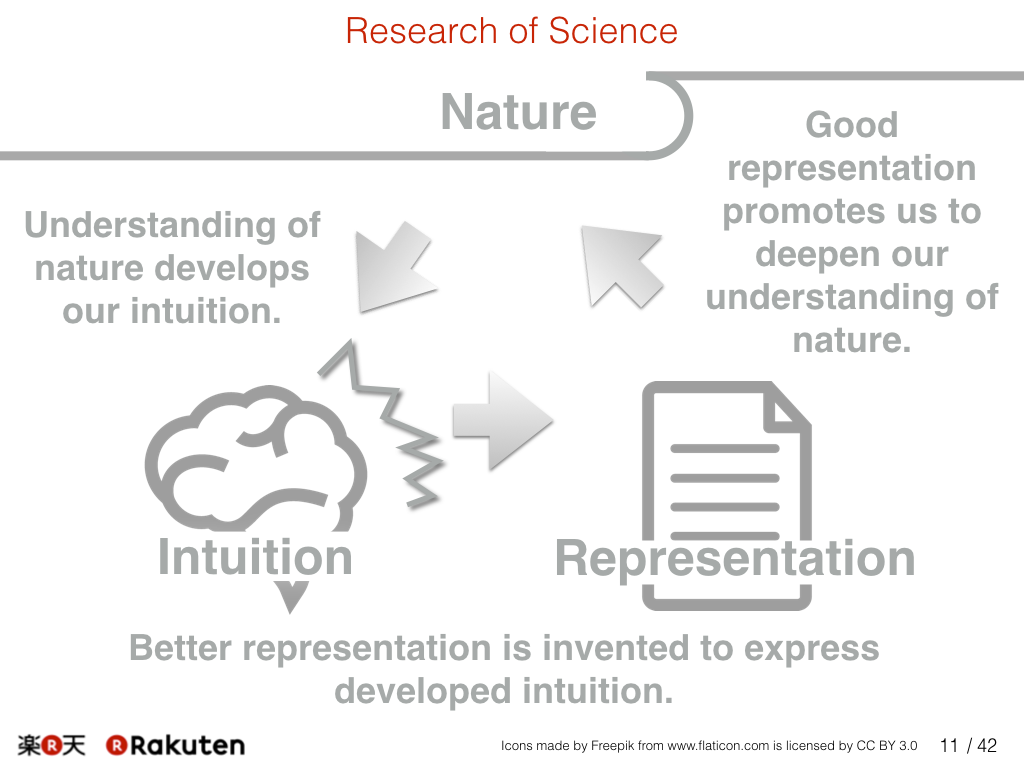 Research of Science
Nature
Good
representation
promotes us to
deepen our
understanding of
nature.
Understanding of
nature develops
our intuition.
Intuition
Representation
Better representation is invented to express
developed intuition.
楽R天 R Rakuten
Icons made by Freepik from www.flaticon.com is licensed by CC BY 3.0
11 / 42